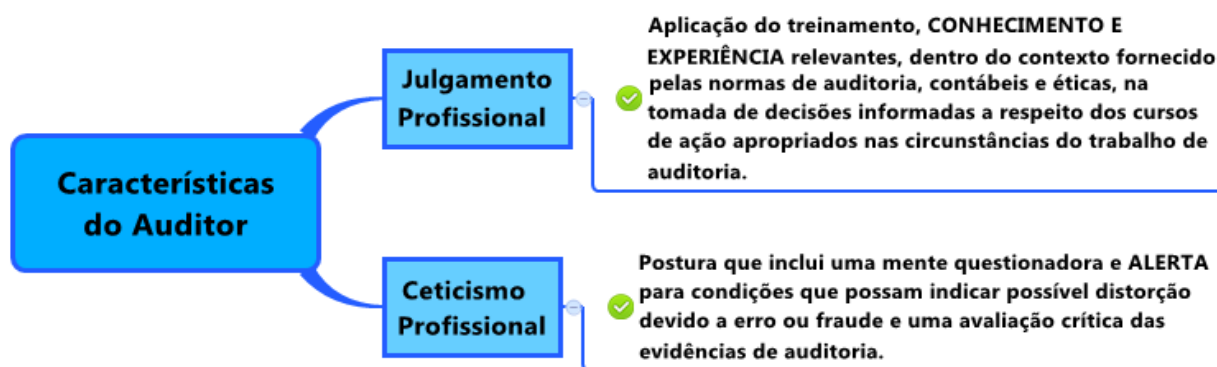 Características
do Auditor
Julgamento
Profissional
Aplicação do treinamento, CONHECIMENTO E
EXPERIÊNCIA relevantes, dentro do contexto fornecido
pelas normas de auditoria, contábeis e éticas, na
tomada de decisões informadas a respeito dos cursos
de ação apropriados nas circunstâncias do trabalho de
auditoria.
Ceticismo
Profissional
Postura que inclui uma mente questionadora e ALERTA
para condições que possam indicar possível distorção
devido a erro ou fraude e uma avaliação crítica das
evidências de auditoria.